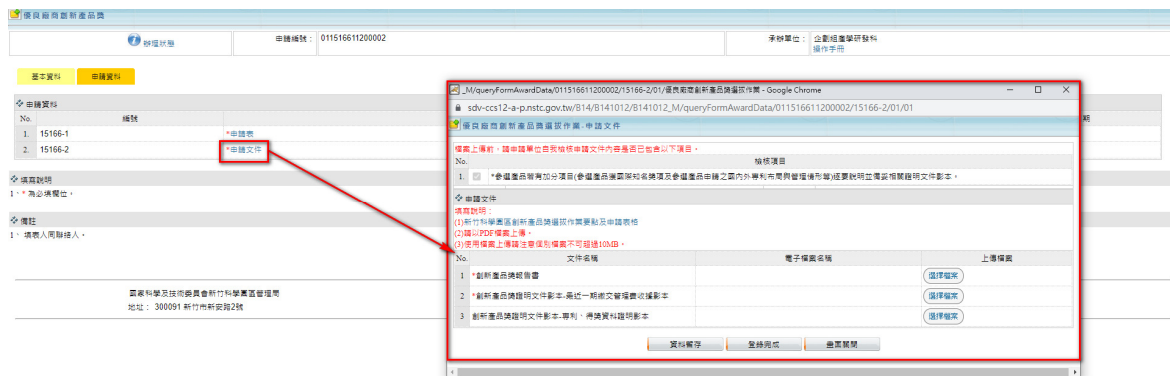 優良廠商創新產品獎
辦理狀態
申請編號： 011516611200002
承辦單位： 企劃組產學研發科
操作手冊
基本資料 申請資料
申請資料
No. 編號 期
1. 15166-1 *申請表
2. 15166-2 *申請文件
填寫說明
1、* 為必填欄位。
備註
1、 填表人同聯絡人。
國家科學及技術委員會新竹科學園區管理局
地址： 300091 新竹市新安路2號
_M/queryFormAwardData/011516611200002/15166-2/01/優良廠商創新產品獎選拔作業 - Google Chrome
sdv-ccs12-a-p.nstc.gov.tw/B14/B141012/B141012_M/queryFormAwardData/011516611200002/15166-2/01/01
優良廠商創新產品獎選拔作業-申請文件
檔案上傳前，請申請單位自我檢核申請文件內容是否已包含以下項目。
No. 檢核項目
1. *參選產品若有加分項目(參選產品獲國際知名獎項及參選產品申請之國內外專利布局與管理情形等)逐要說明並備妥相關證明文件影本。
申請文件
填寫說明：
(1)新竹科學園區創新產品獎選拔作業要點及申請表格
(2)請以PDF檔案上傳。
(3)使用檔案上傳請注意個別檔案不可超過10MB。
No. 文件名稱 電子檔案名稱 上傳檔案
1 *創新產品獎報告書 選擇檔案
2 *創新產品獎證明文件影本-最近一期繳交管理費收據影本 選擇檔案
3 創新產品獎證明文件影本-專利、得獎資料證明影本 選擇檔案
資料暫存 登錄完成 畫面關閉